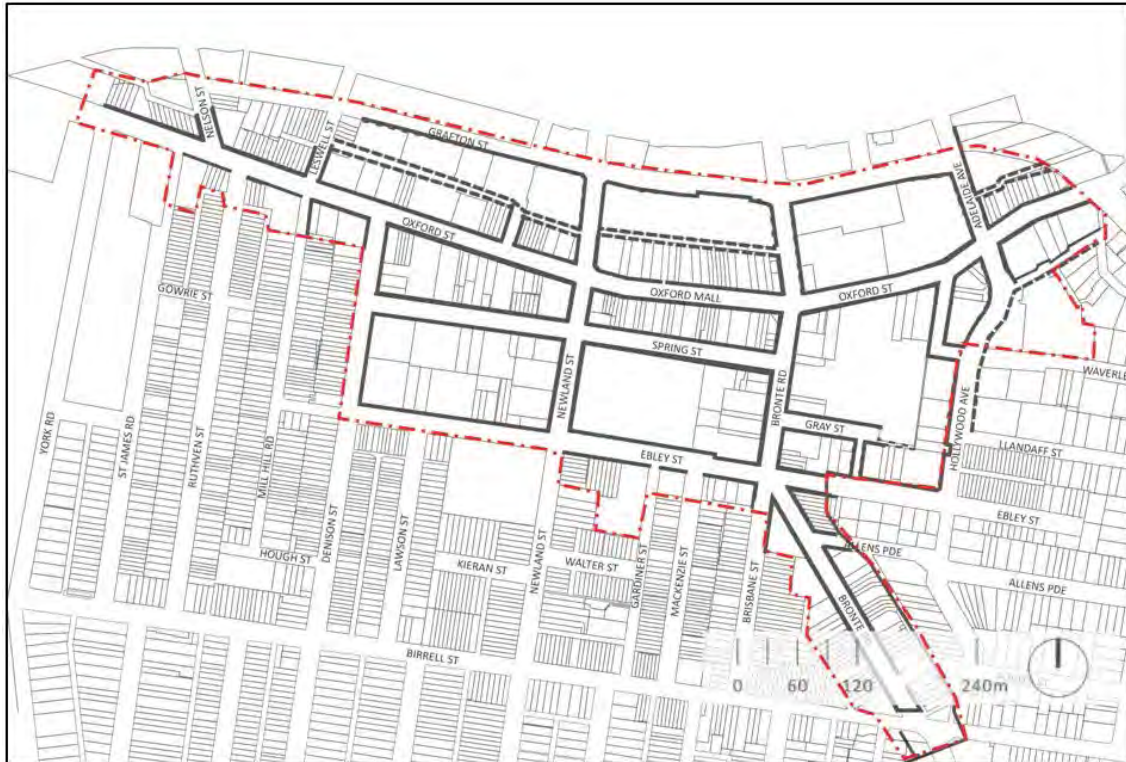 NELSON ST
LESWELL ST
GRAFTON ST
ADELAIDE AVE
OXFORD ST
OXFORD MALL
OXFORD ST
GOWRIE ST
SPRING ST
NEWLAND ST
BRONTE RD
GRAY ST
HOLLYWOOD AVE
WAVERLE
LLANDAFF ST
YORK RD
ST JAMES RD
RUTHVEN ST
MILL HILL RD
DENISON ST
LAWSON ST
EBLEY ST
EBLEY ST
HOUGH ST
KIERAN ST
NEWLAND ST
WALTER ST
GARDINER ST
MACKENZIE ST
BRISBANE ST
ALLENS PDE
ALLENS PDE
BRONTE
BIRRELL ST
0 60 120 240m